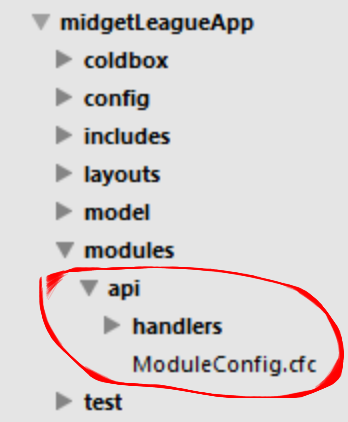 midgetLeagueApp
coldbox
config
includes
layouts
model
modules
api
handlers
ModuleConfig.cfc
test